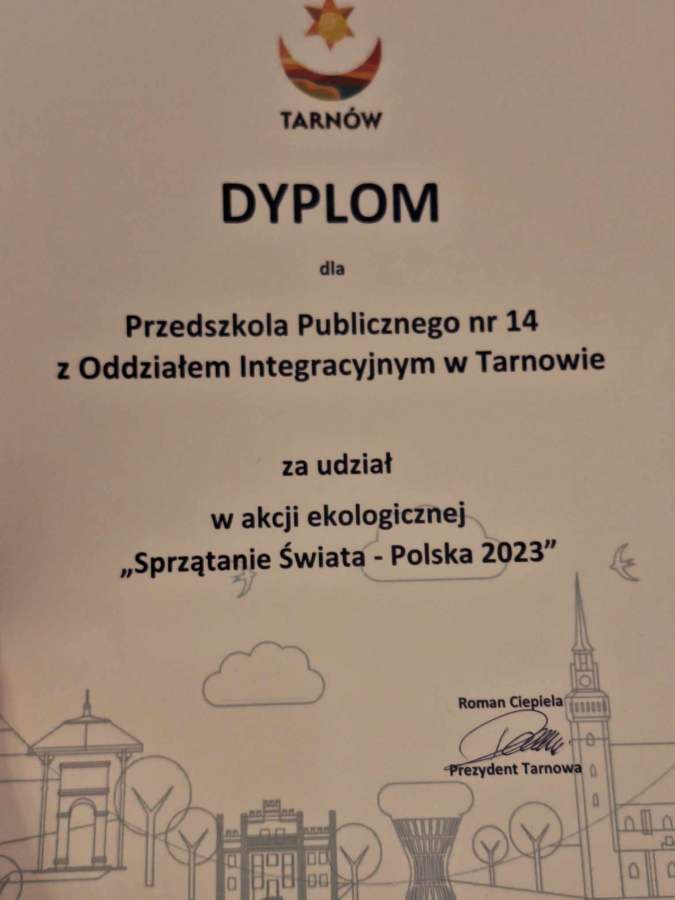 TARNÓW
DYPLOM
dla
Przedszkola Publicznego nr 14
z Oddziałem Integracyjnym w Tarnowie
za udział
w akcji ekologicznej
„Sprzątanie Świata - Polska 2023”
Roman Ciepiela
Prezydent Tarnowa